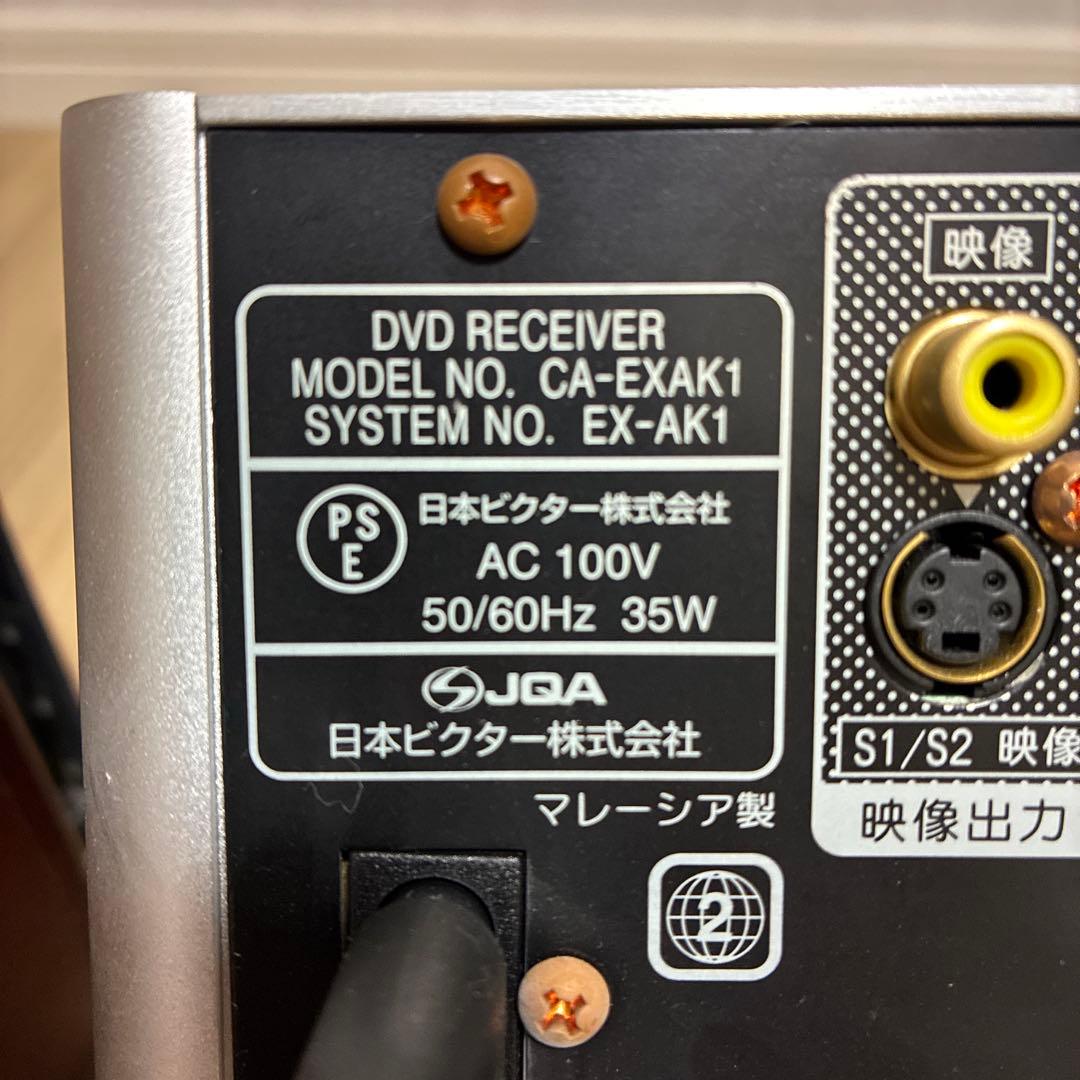 DVD RECEIVER
MODEL NO. CA-EXAK1
SYSTEM NO. EX-AK1
PS
E
日本ビクター株式会社
AC 100V
50/60Hz 35W
JQA
日本ビクター株式会社
マレーシア製
2
映像
S1/S2 映像
映像出力